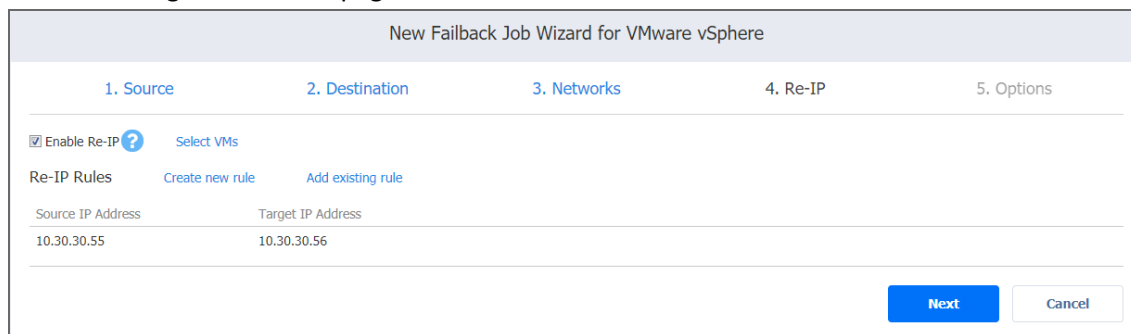 New Failback Job Wizard for VMware vSphere
1. Source 2. Destination 3. Networks 4. Re-IP 5. Options
Enable Re-IP ? Select VMs
Re-IP Rules Create new rule Add existing rule
Source IP Address Target IP Address
10.30.30.55 10.30.30.56
Next Cancel